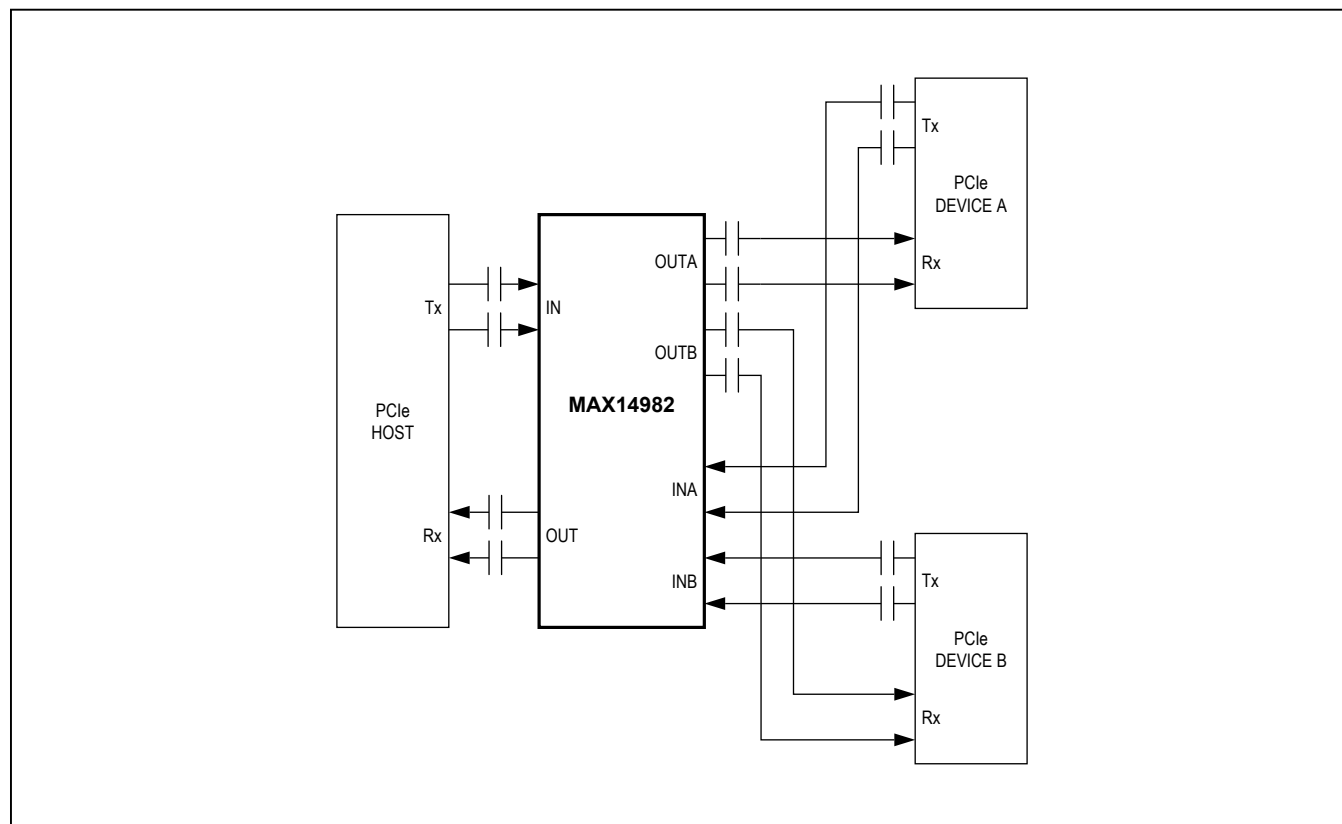 Tx
PCIe
DEVICE A
Rx
OUTA
Tx
IN
OUTB
MAX14982
PCIe
HOST
INA
Rx
OUT
INB
Tx
PCIe
DEVICE B
Rx